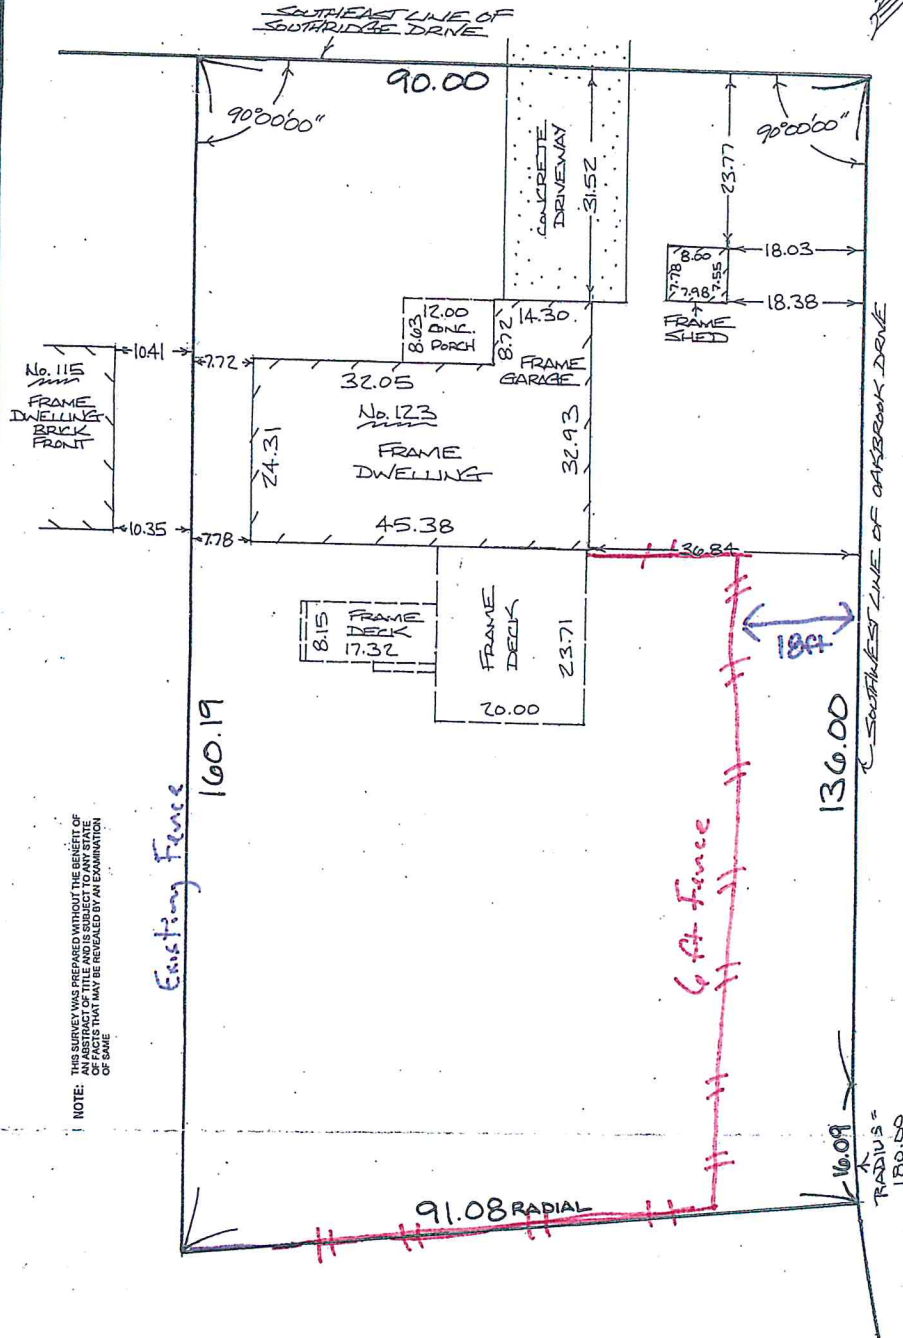 SOUTHEAST LINE OF
SOUTHRIDGE DRIVE
90.00
90°00'00"
90°00'00"
CONCRETE
DRIVEWAY
31.52
23.77
18.03
8.60
7.78
7.55
7.98
18.38
FRAME
SHED
12.00
8.63
CONC.
PORCH
8.72
14.30
FRAME
GARAGE
10.41
7.72
No. 115
FRAME
DWELLING
BRICK
FRONT
32.05
No. 123
FRAME
DWELLING
24.31
32.93
45.38
10.35
7.78
36.84
SOUTHWEST LINE OF OAKBROOK DRIVE
18ft
8.15
FRAME
DECK
17.32
FRAME
DECK
23.71
20.00
160.19
136.00
Existing Fence
6 ft Fence
NOTE: THIS SURVEY WAS PREPARED WITHOUT THE BENEFIT OF
AN ABSTRACT OF TITLE AND IS SUBJECT TO ANY STATE
OF FACTS THAT MAY BE REVEALED BY AN EXAMINATION
OF SAME
16.09
RADIUS =
180.00
91.08 RADIAL